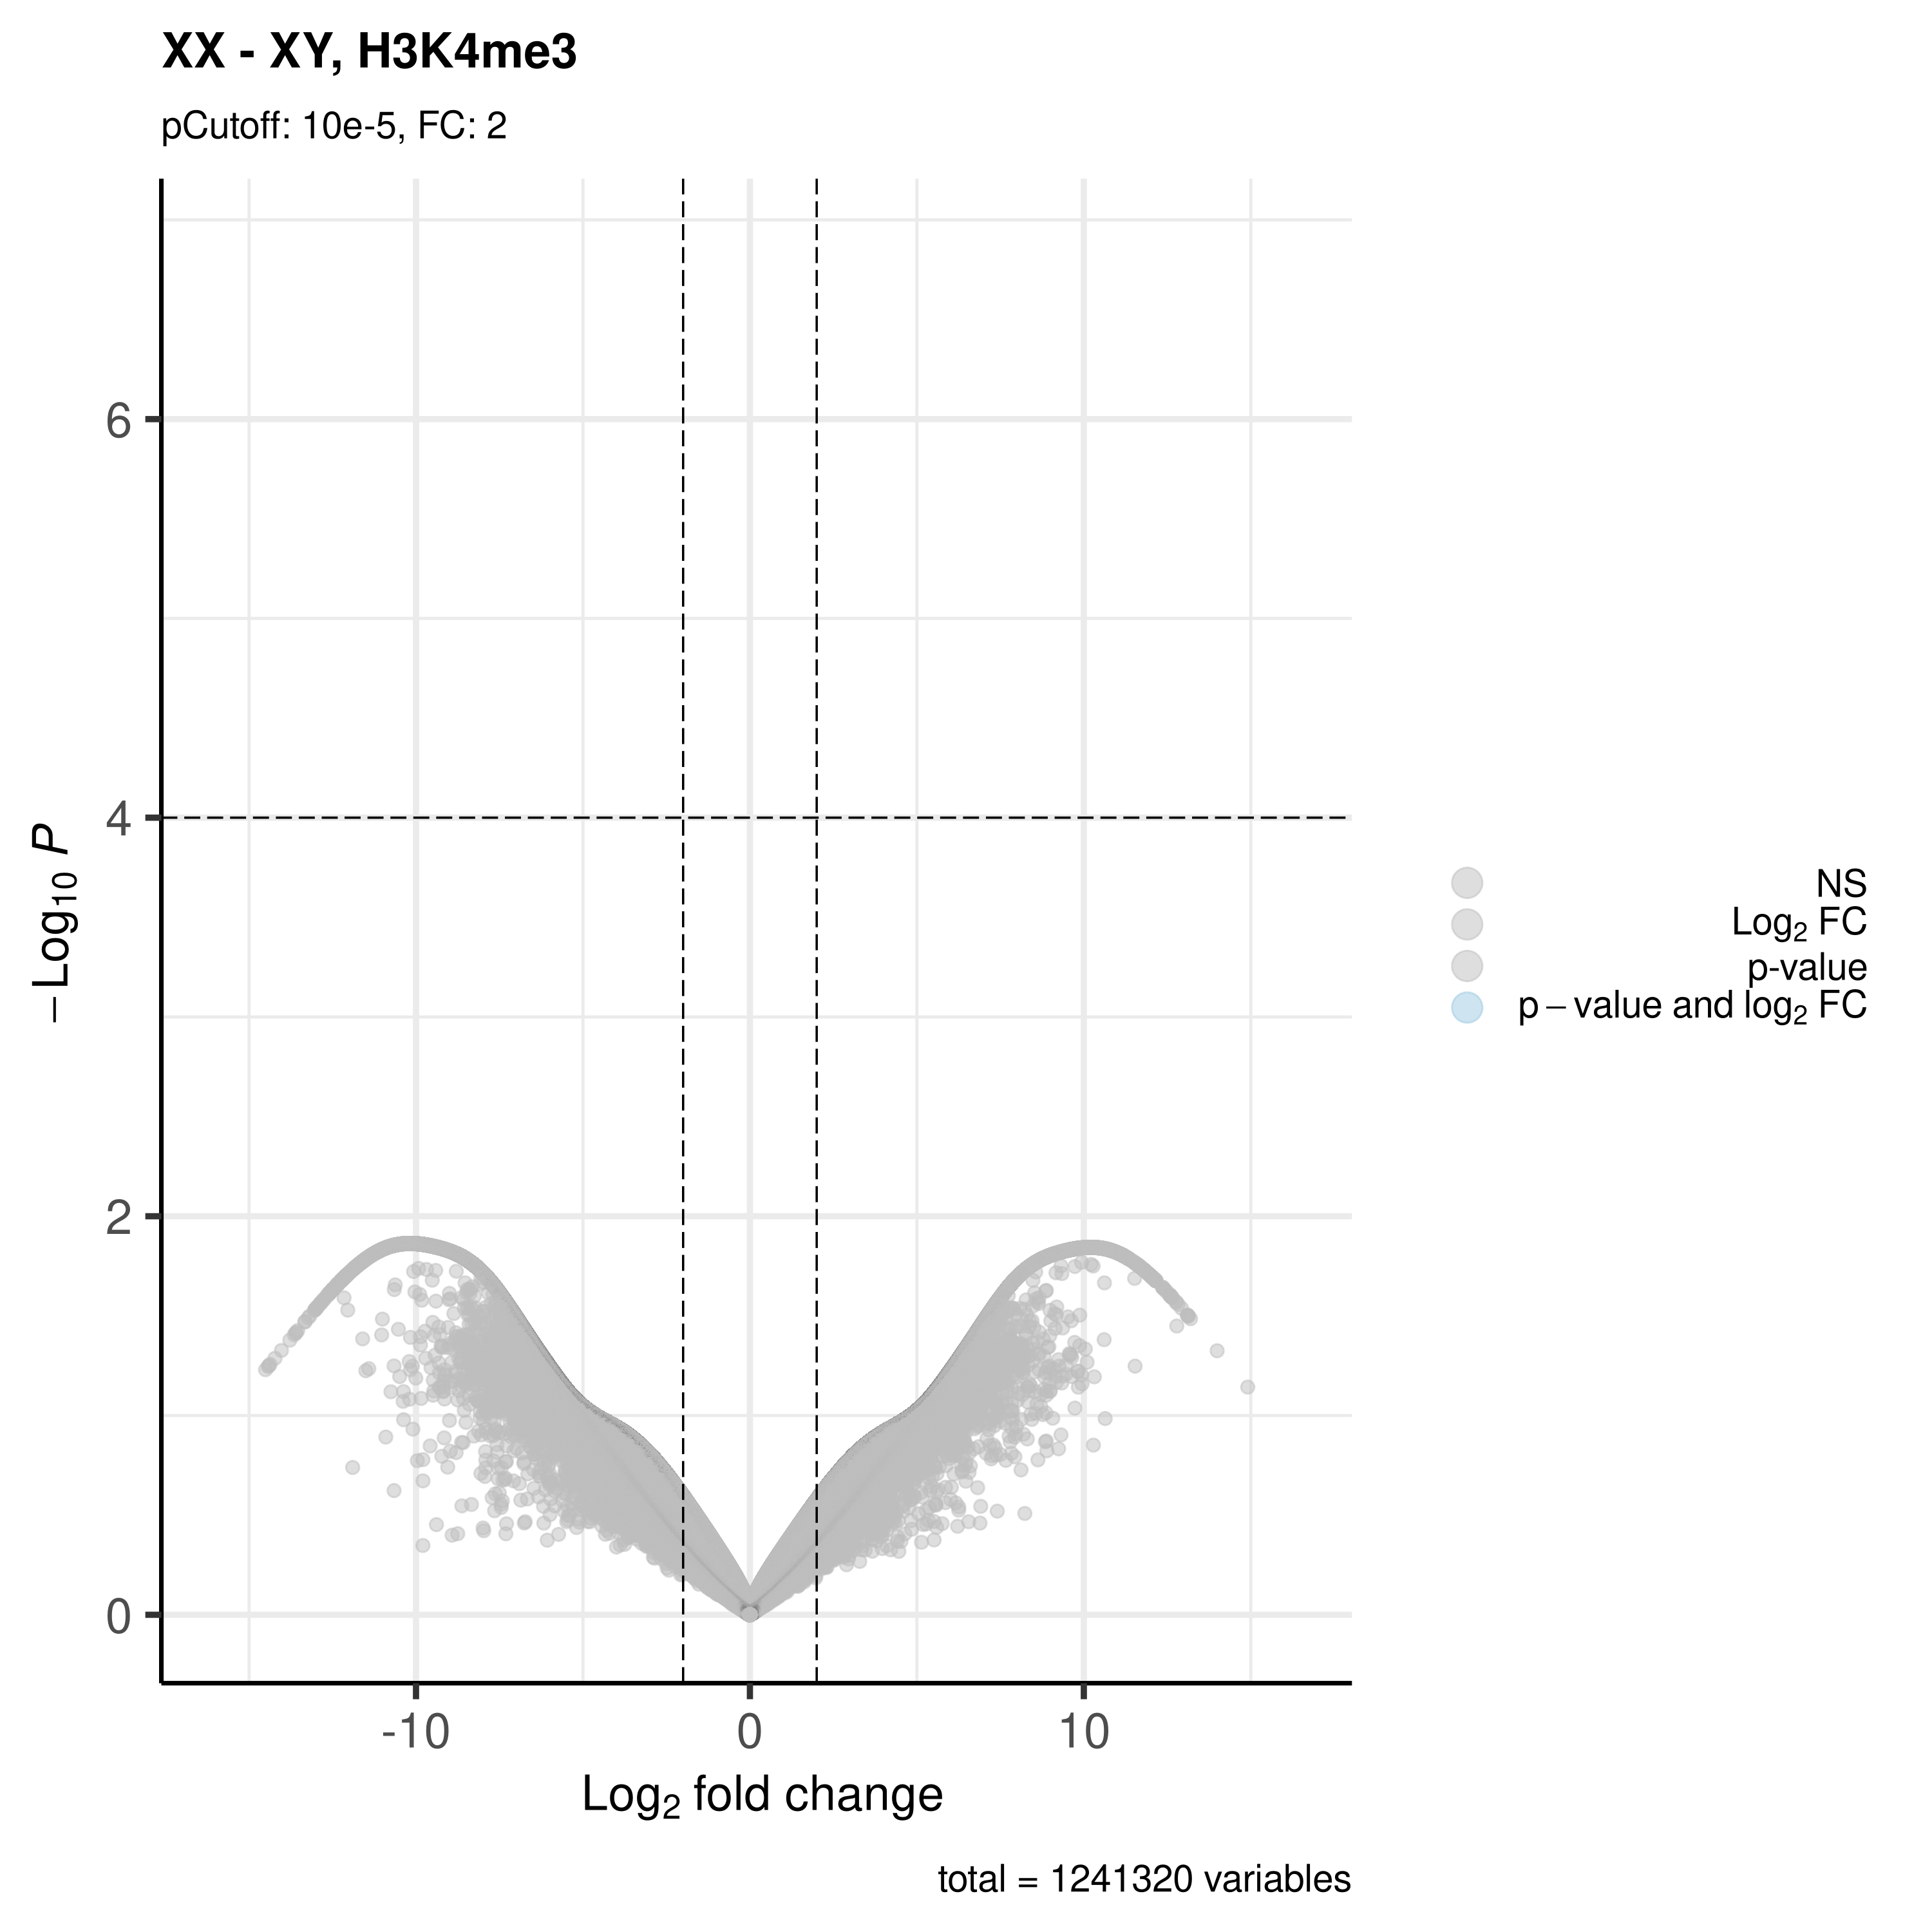 XX - XY, H3K4me3
pCutoff: 10e-5, FC: 2
−Log₁₀ P
6
4
2
0
-10 0 10
Log₂ fold change
NS
Log₂ FC
p-value
p − value and log₂ FC
total = 1241320 variables